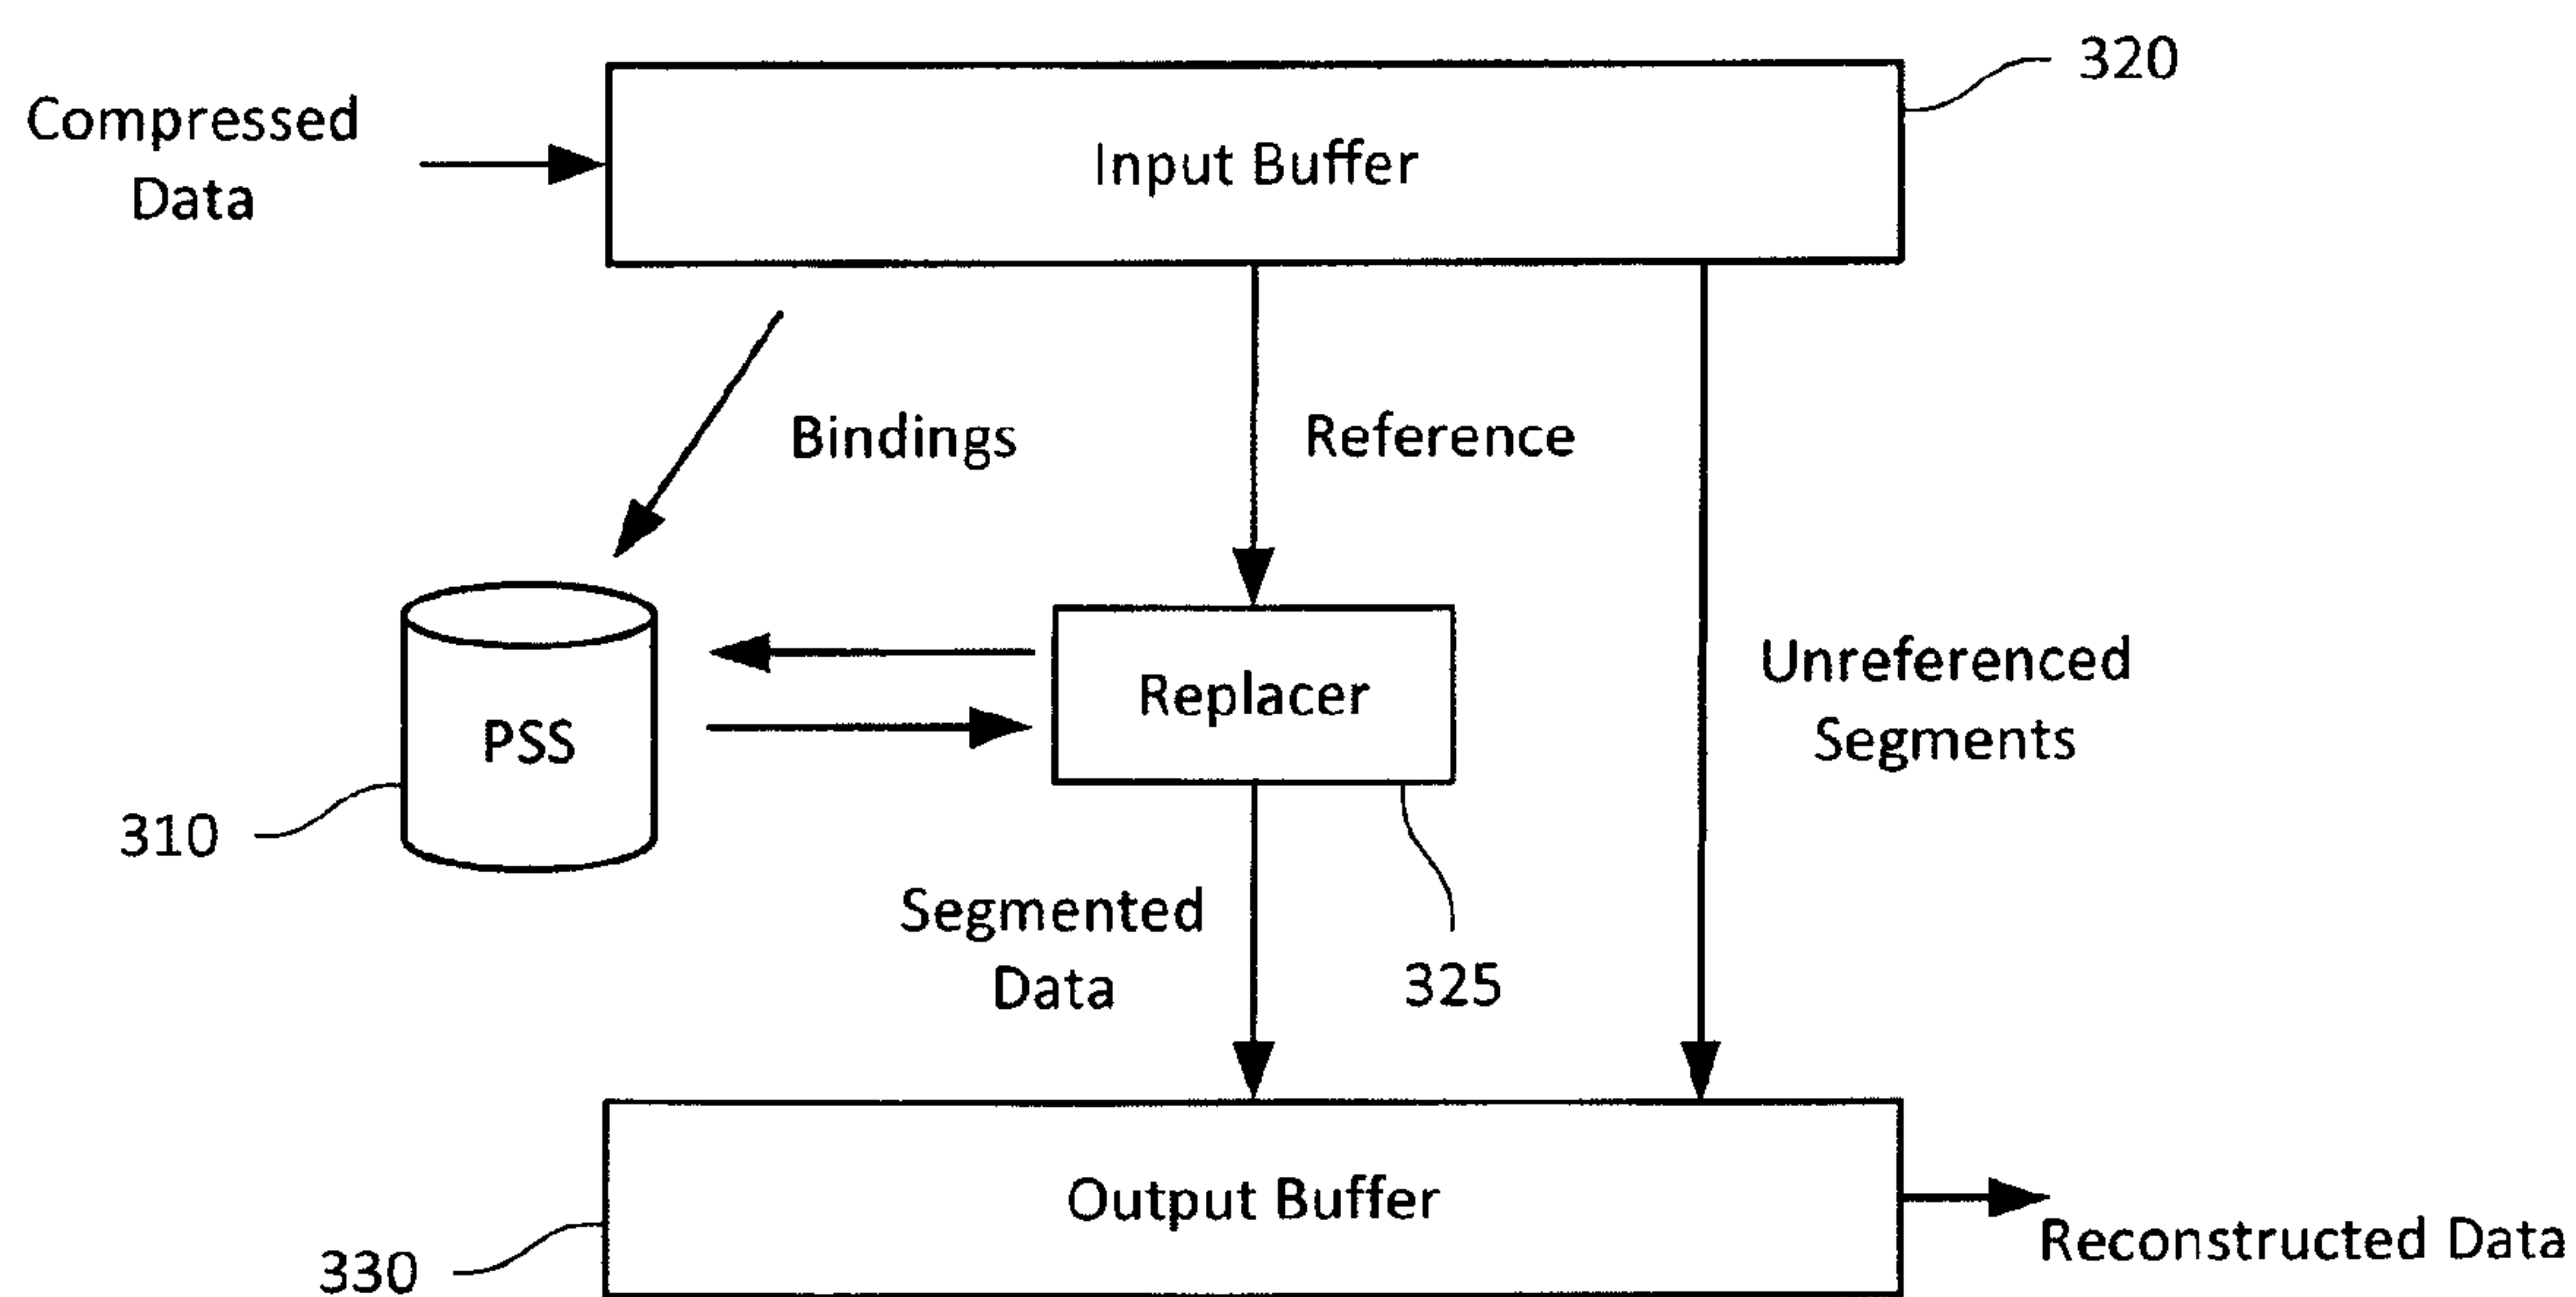 320
Compressed
Data
Input Buffer
Bindings
Reference
Unreferenced
Segments
Replacer
PSS
310
Segmented
Data
325
Output Buffer
330
Reconstructed Data